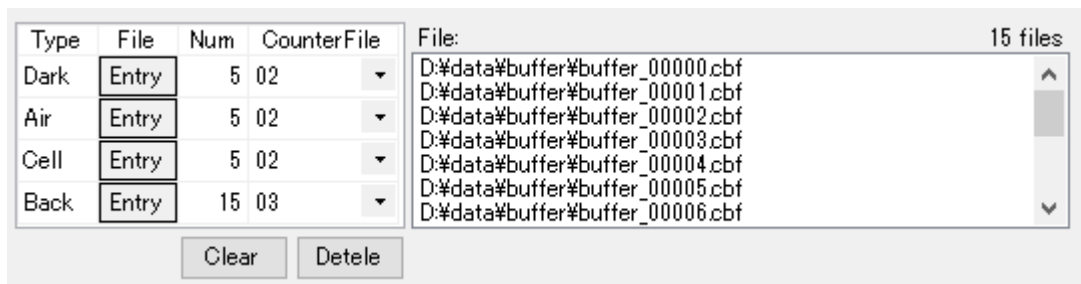 Type File Num CounterFile
Dark Entry 5 02
Air Entry 5 02
Cell Entry 5 02
Back Entry 15 03
Clear Detele
File: 15 files
D:¥data¥buffer¥buffer_00000.cbf
D:¥data¥buffer¥buffer_00001.cbf
D:¥data¥buffer¥buffer_00002.cbf
D:¥data¥buffer¥buffer_00003.cbf
D:¥data¥buffer¥buffer_00004.cbf
D:¥data¥buffer¥buffer_00005.cbf
D:¥data¥buffer¥buffer_00006.cbf